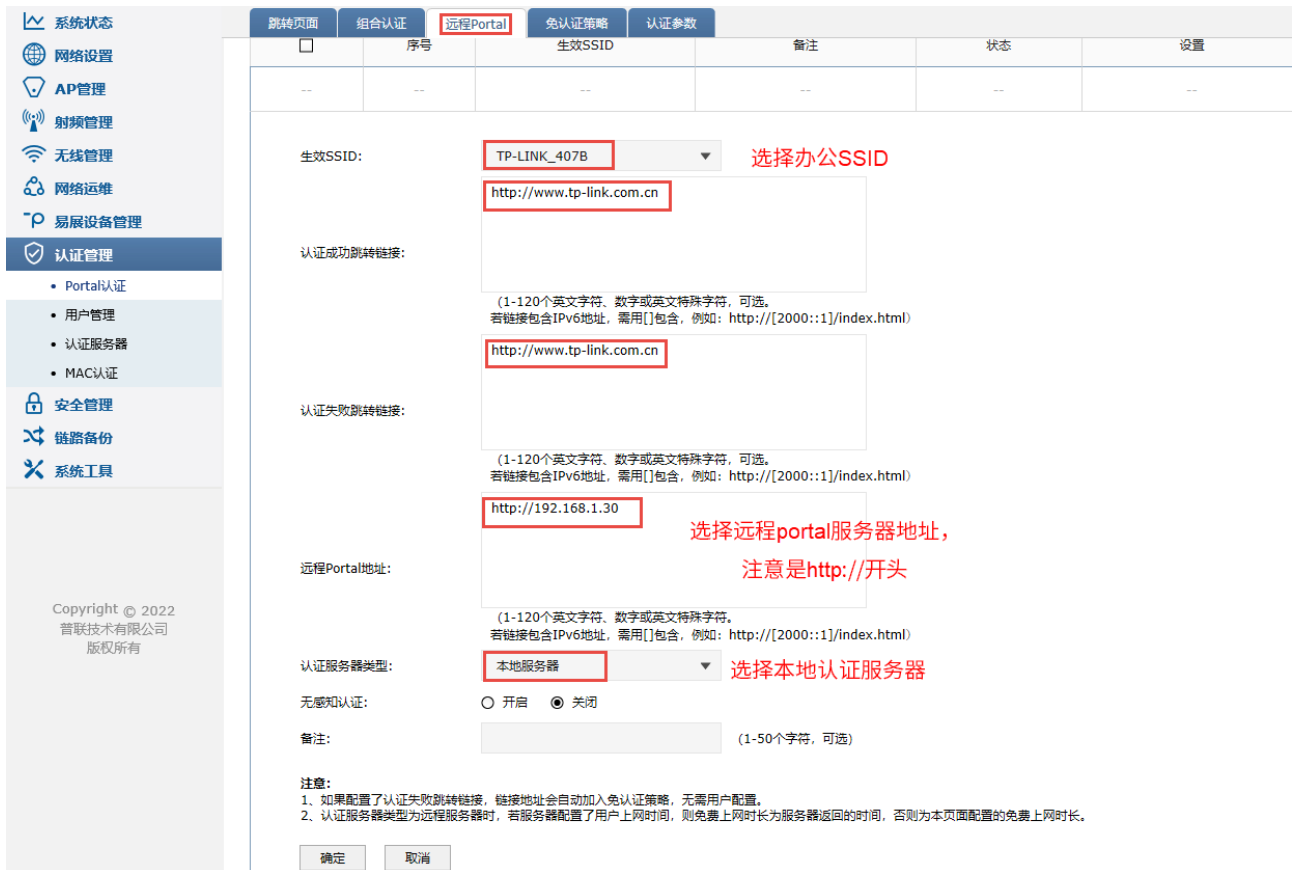 系统状态
网络设置
AP管理
射频管理
无线管理
网络运维
易展设备管理
认证管理
• Portal认证
• 用户管理
• 认证服务器
• MAC认证
安全管理
链路备份
系统工具
Copyright © 2022
普联技术有限公司
版权所有
跳转页面 组合认证 远程Portal 免认证策略 认证参数
序号 生效SSID 备注 状态 设置
-- -- -- -- -- --
生效SSID: TP-LINK_407B 选择办公SSID
http://www.tp-link.com.cn
认证成功跳转链接:
(1-120个英文字符、数字或英文特殊字符，可选。
若链接包含IPv6地址，需用[]包含，例如：http://[2000::1]/index.html)
http://www.tp-link.com.cn
认证失败跳转链接:
(1-120个英文字符、数字或英文特殊字符，可选。
若链接包含IPv6地址，需用[]包含，例如：http://[2000::1]/index.html)
http://192.168.1.30
选择远程portal服务器地址，
注意是http://开头
远程Portal地址:
(1-120个英文字符、数字或英文特殊字符。
若链接包含IPv6地址，需用[]包含，例如：http://[2000::1]/index.html)
认证服务器类型: 本地服务器 选择本地认证服务器
无感知认证: 开启 关闭
备注: (1-50个字符，可选)
注意:
1、如果配置了认证失败跳转链接，链接地址会自动加入免认证策略，无需用户配置。
2、认证服务器类型为远程服务器时，若服务器配置了用户上网时间，则免费上网时长为服务器返回的时间，否则为本页面配置的免费上网时长。
确定 取消